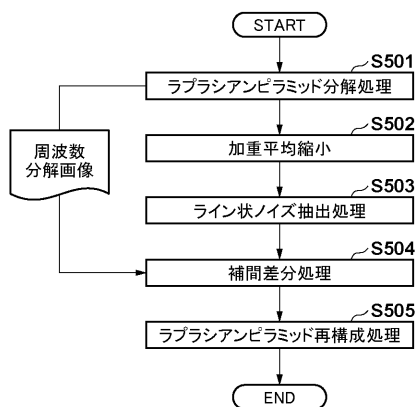 START
S501
ラプラシアンピラミッド分解処理
周波数
分解画像
S502
加重平均縮小
S503
ライン状ノイズ抽出処理
S504
補間差分処理
S505
ラプラシアンピラミッド再構成処理
END